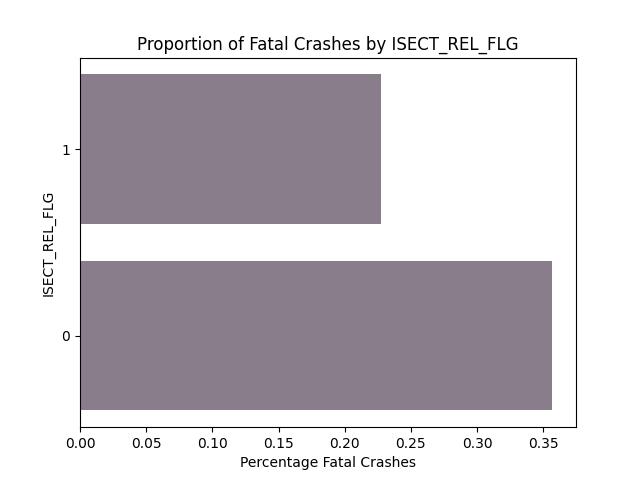 Proportion of Fatal Crashes by ISECT_REL_FLG
1
0
ISECT_REL_FLG
0.00 0.05 0.10 0.15 0.20 0.25 0.30 0.35
Percentage Fatal Crashes